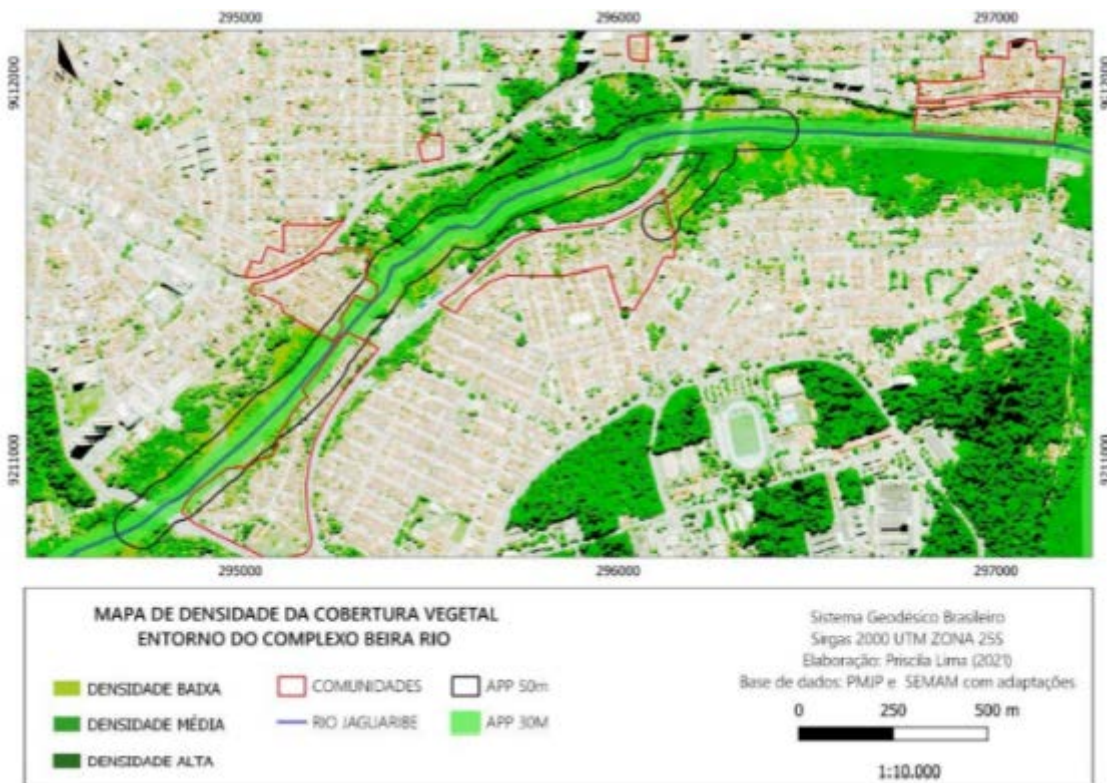 295000 296000 297000
9212000 9212000
9211000 9211000
295000 296000 297000
MAPA DE DENSIDADE DA COBERTURA VEGETAL
ENTORNO DO COMPLEXO BEIRA RIO
DENSIDADE BAIXA
DENSIDADE MÉDIA
DENSIDADE ALTA
COMUNIDADES
RIO JAGUARIBE
APP 50m
APP 30M
Sistema Geodésico Brasileiro
Sirgas 2000 UTM ZONA 25S
Elaboração: Priscila Lima (2021)
Base de dados: PMJP e SEMAM com adaptações
0 250 500 m
1:10.000